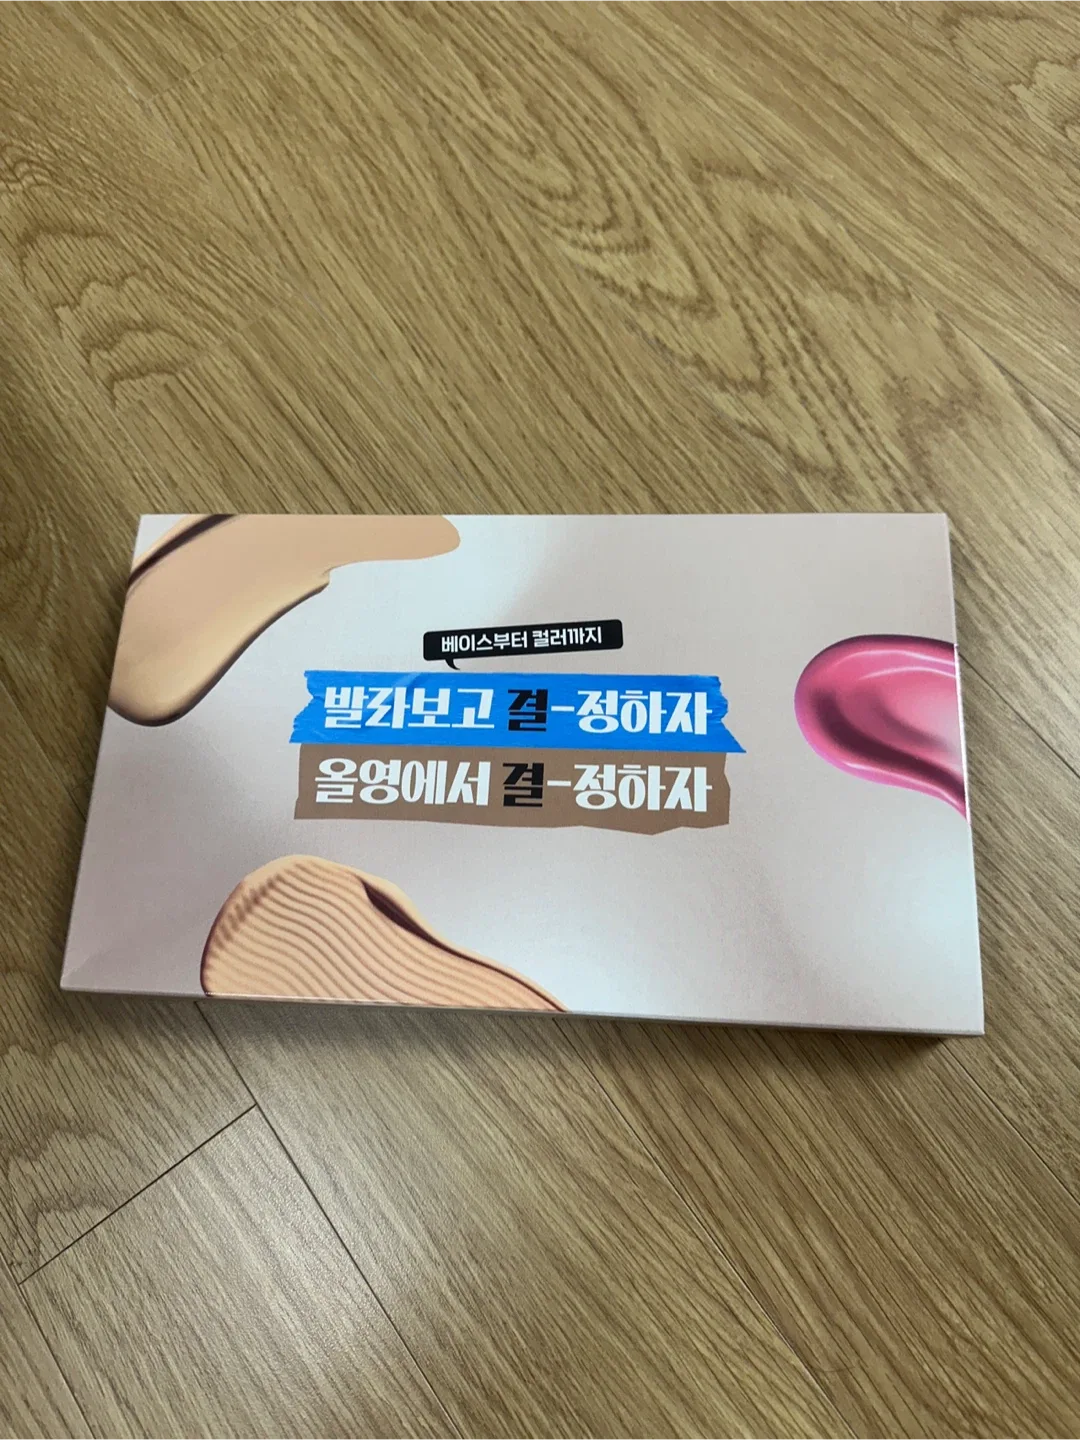 베이스부터 컬러까지
발라보고 결-정하자
올영에서 결-정하자